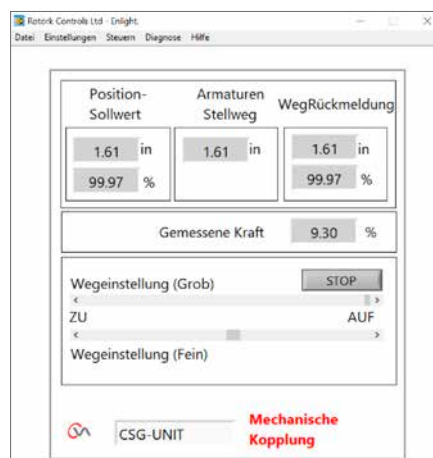 Rotork Controls Ltd - Enlight.
Datei Einstellungen Steuern Diagnose Hilfe
Position-
Sollwert
Armaturen
Stellweg
WegRückmeldung
1.61 in
1.61 in
1.61 in
99.97 %
99.97 %
Gemessene Kraft 9.30 %
Wegeinstellung (Grob)
STOP
ZU
AUF
Wegeinstellung (Fein)
CSG-UNIT
Mechanische
Kopplung